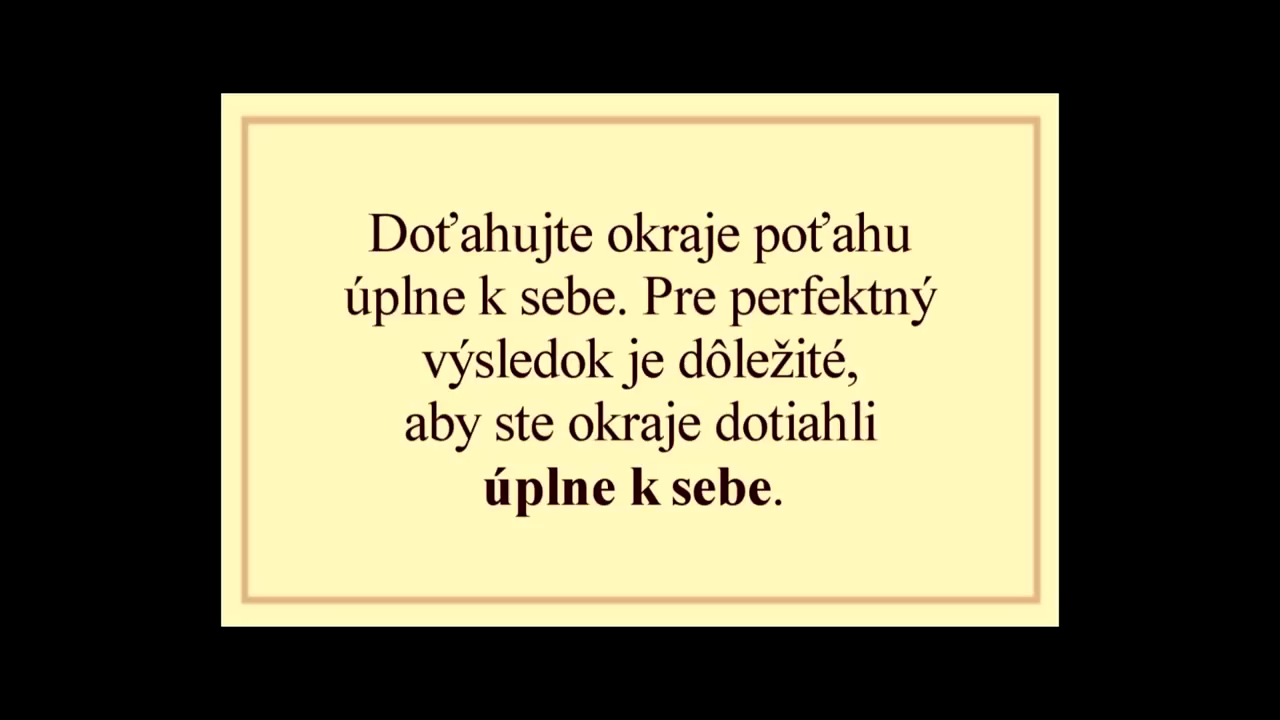 Doťahujte okraje poťahu
úplne k sebe. Pre perfektný
výsledok je dôležité,
aby ste okraje dotiahli
úplne k sebe.